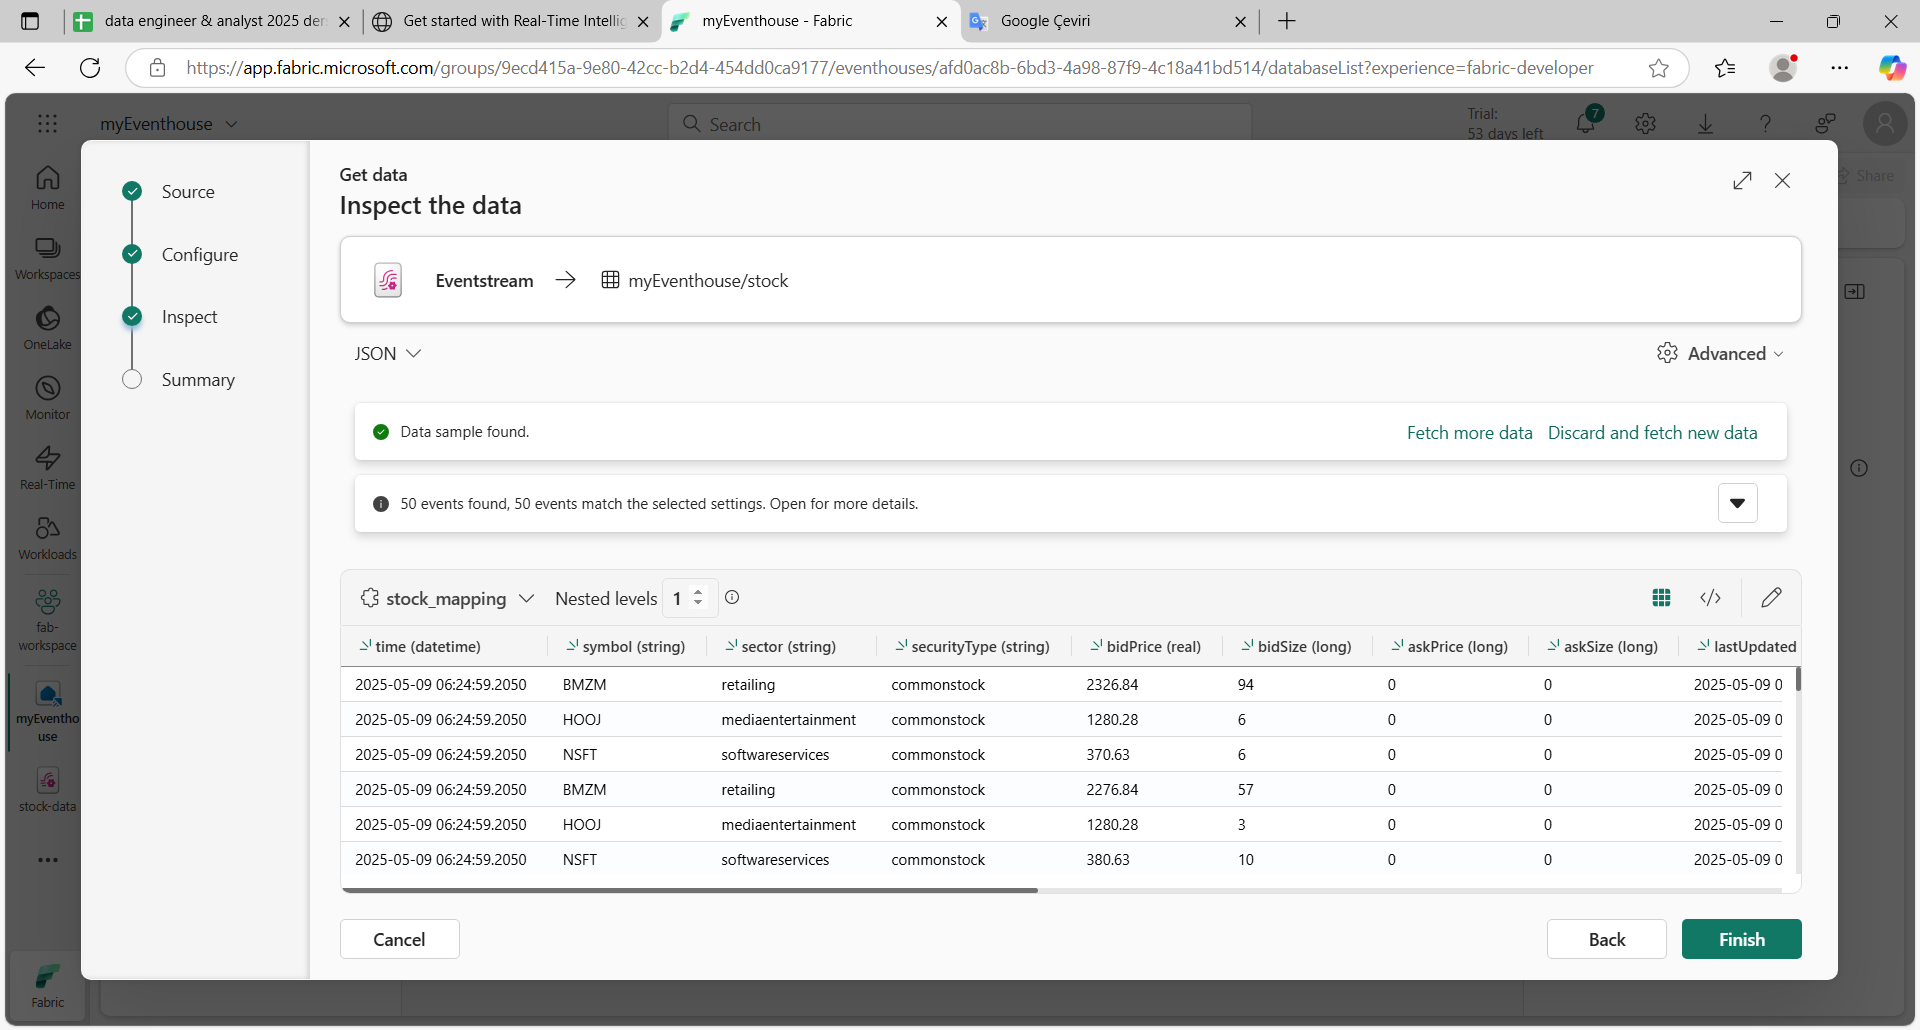 data engineer & analyst 2025 der
Get started with Real-Time Intellig
myEventhouse - Fabric
Google Çeviri
https://app.fabric.microsoft.com/groups/9ecd415a-9e80-42cc-b2d4-454dd0ca9177/eventhouses/afd0ac8b-6bd3-4a98-87f9-4c18a41bd514/databaseList?experience=fabric-developer
myEventhouse
Search
Trial:
53 days left
7
Share
Home
Workspaces
OneLake
Monitor
Real-Time
Workloads
fab-
workspace
myEventho
use
stock-data
Fabric
Source
Configure
Inspect
Summary
Get data
Inspect the data
Eventstream
myEventhouse/stock
JSON
Advanced
Data sample found.
Fetch more data
Discard and fetch new data
50 events found, 50 events match the selected settings. Open for more details.
stock_mapping
Nested levels 1
time (datetime) symbol (string) sector (string) securityType (string) bidPrice (real) bidSize (long) askPrice (long) askSize (long) lastUpdated
2025-05-09 06:24:59.2050 BMZM retailing commonstock 2326.84 94 0 0 2025-05-09 0
2025-05-09 06:24:59.2050 HOOJ mediaentertainment commonstock 1280.28 6 0 0 2025-05-09 0
2025-05-09 06:24:59.2050 NSFT softwareservices commonstock 370.63 6 0 0 2025-05-09 0
2025-05-09 06:24:59.2050 BMZM retailing commonstock 2276.84 57 0 0 2025-05-09 0
2025-05-09 06:24:59.2050 HOOJ mediaentertainment commonstock 1280.28 3 0 0 2025-05-09 0
2025-05-09 06:24:59.2050 NSFT softwareservices commonstock 380.63 10 0 0 2025-05-09 0
Cancel
Back
Finish